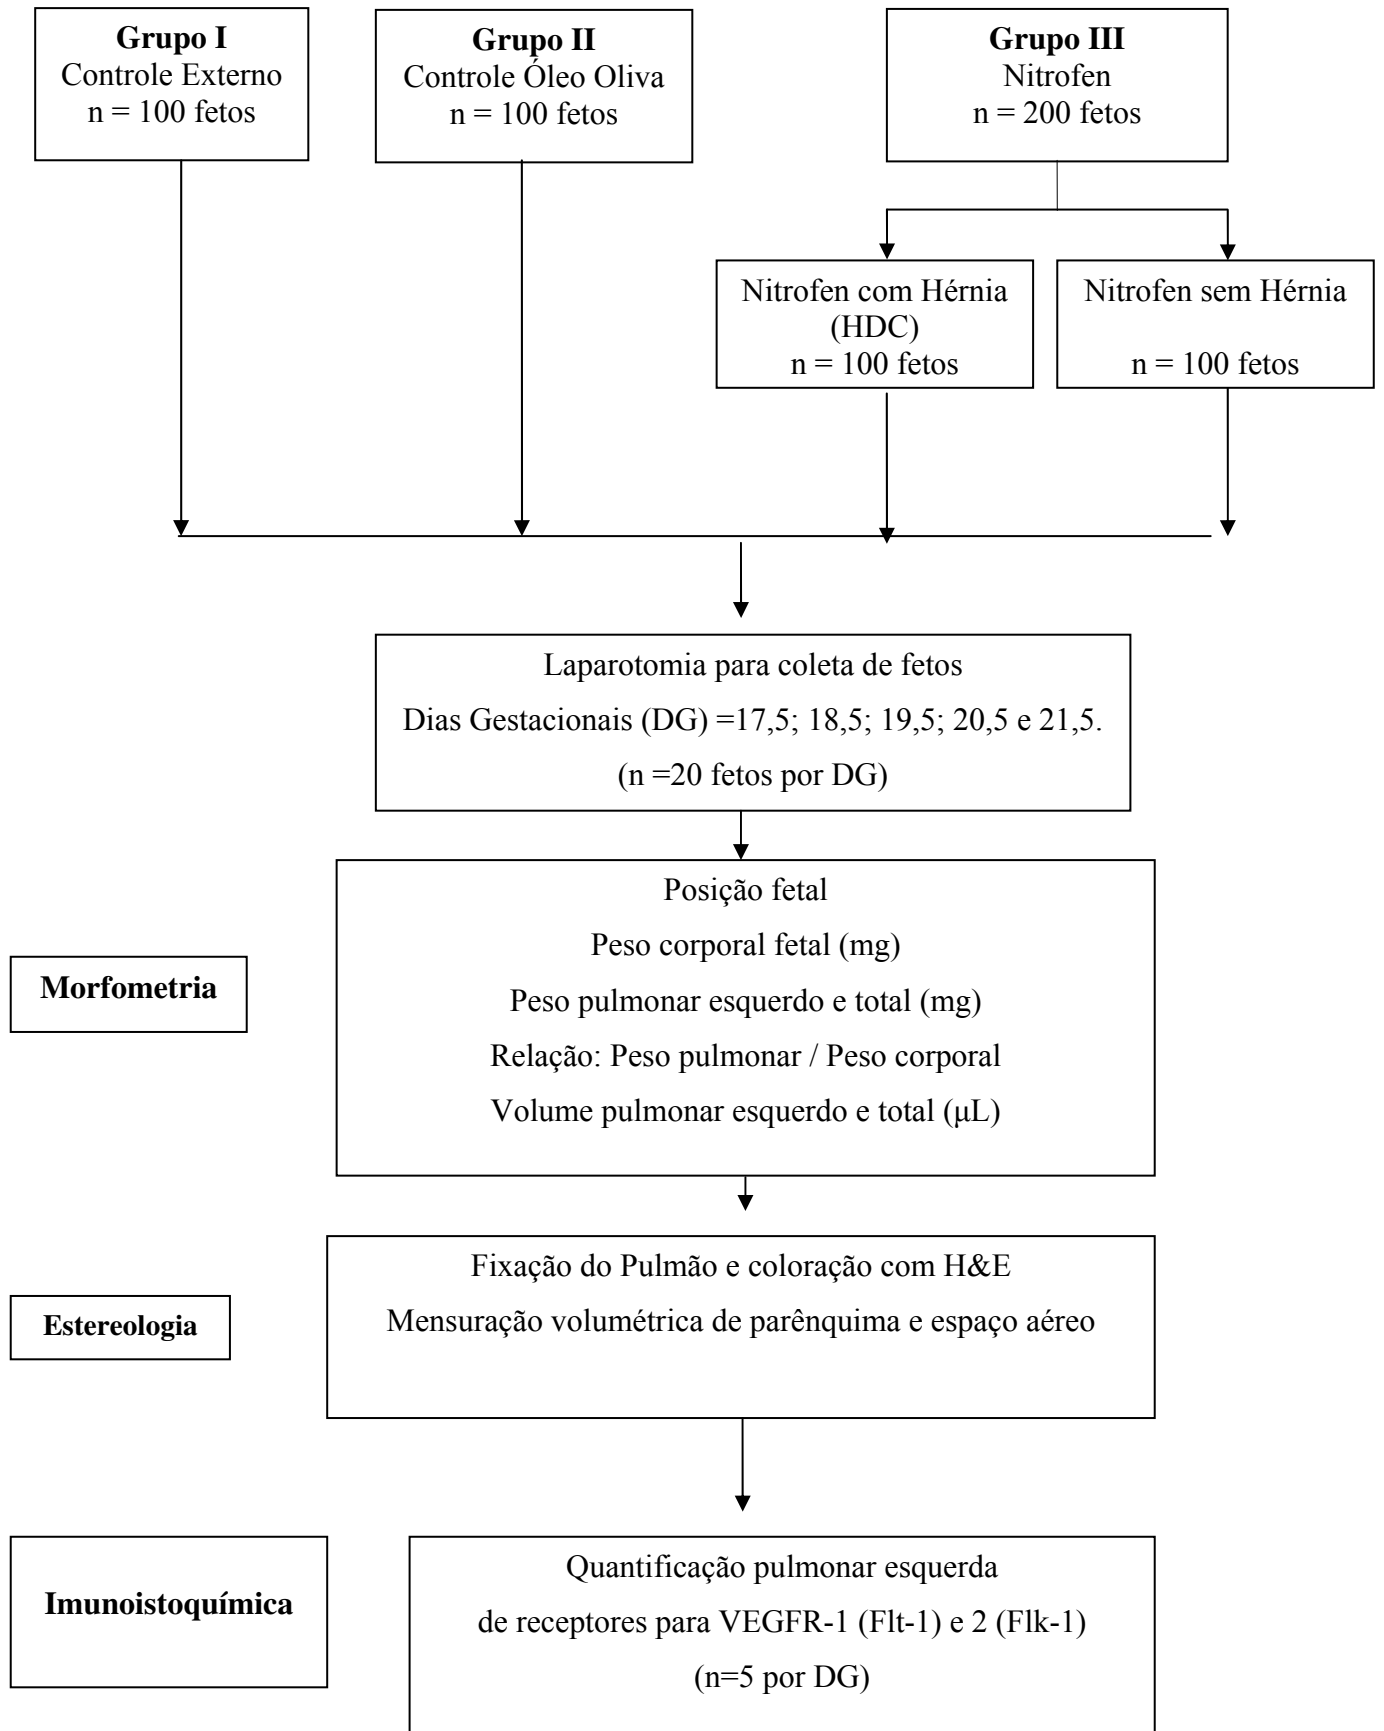 Grupo I
Controle Externo
n = 100 fetos
Grupo II
Controle Óleo Oliva
n = 100 fetos
Grupo III
Nitrofen
n = 200 fetos
Nitrofen com Hérnia
(HDC)
n = 100 fetos
Nitrofen sem Hérnia
n = 100 fetos
Laparotomia para coleta de fetos
Dias Gestacionais (DG) =17,5; 18,5; 19,5; 20,5 e 21,5.
(n =20 fetos por DG)
Morfometria
Posição fetal
Peso corporal fetal (mg)
Peso pulmonar esquerdo e total (mg)
Relação: Peso pulmonar / Peso corporal
Volume pulmonar esquerdo e total (μL)
Estereologia
Fixação do Pulmão e coloração com H&E
Mensuração volumétrica de parênquima e espaço aéreo
Imunoistoquímica
Quantificação pulmonar esquerda
de receptores para VEGFR-1 (Flt-1) e 2 (Flk-1)
(n=5 por DG)